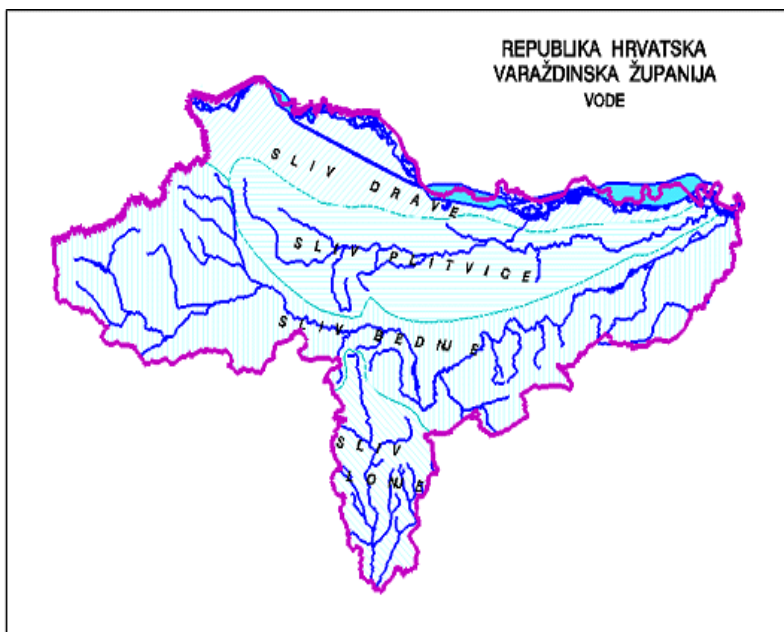 REPUBLIKA HRVATSKA
VARAŽDINSKA ŽUPANIJA
VODE
SLIV DRAVE
SLIV PLITVICE
SLIV BEDNJE
SLIV
LONJE